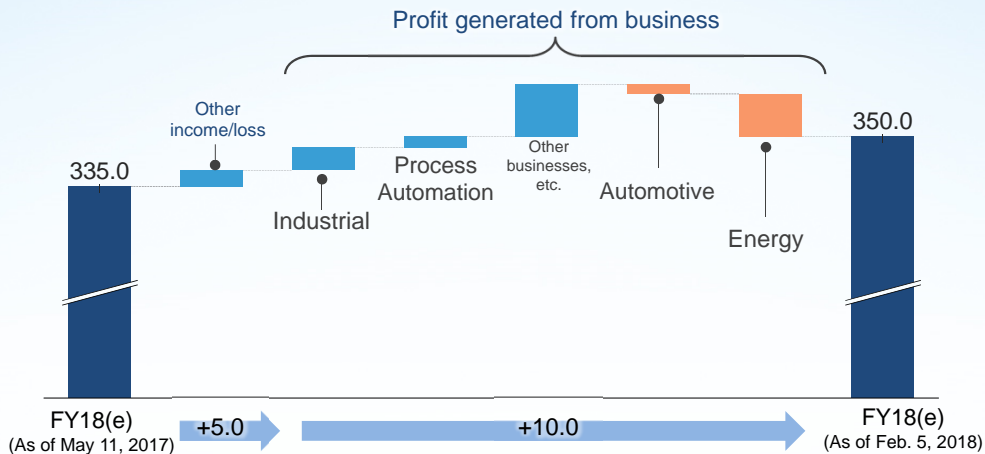 Profit generated from business
Other
income/loss
335.0
Industrial
Process
Automation
Other
businesses,
etc.
Automotive
Energy
350.0
FY18(e)
(As of May 11, 2017)
+5.0
+10.0
FY18(e)
(As of Feb. 5, 2018)